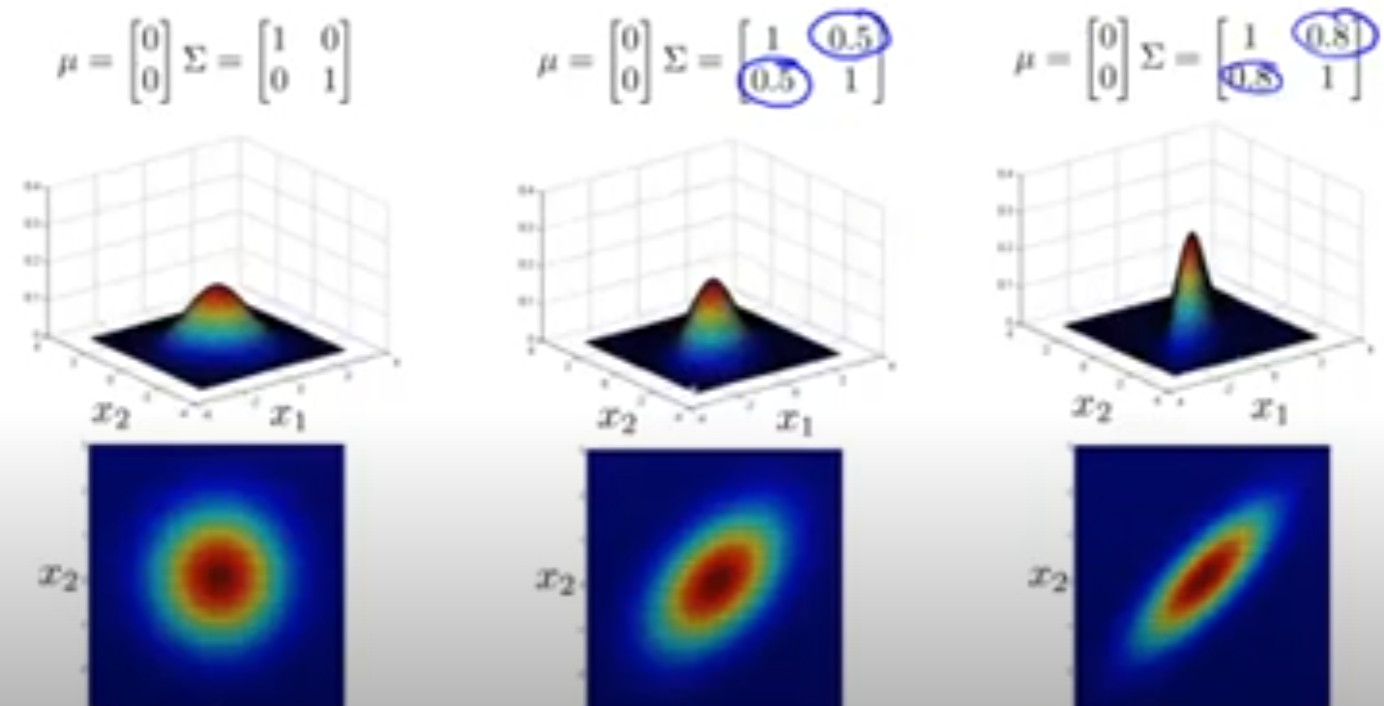 μ = [0 0] Σ = [1 0 0 1]
μ = [0 0] Σ = [1 0.5 0.5 1]
μ = [0 0] Σ = [1 0.8 0.8 1]
x₂ x₁
x₂ x₁
x₂ x₁
x₂
x₂
x₂